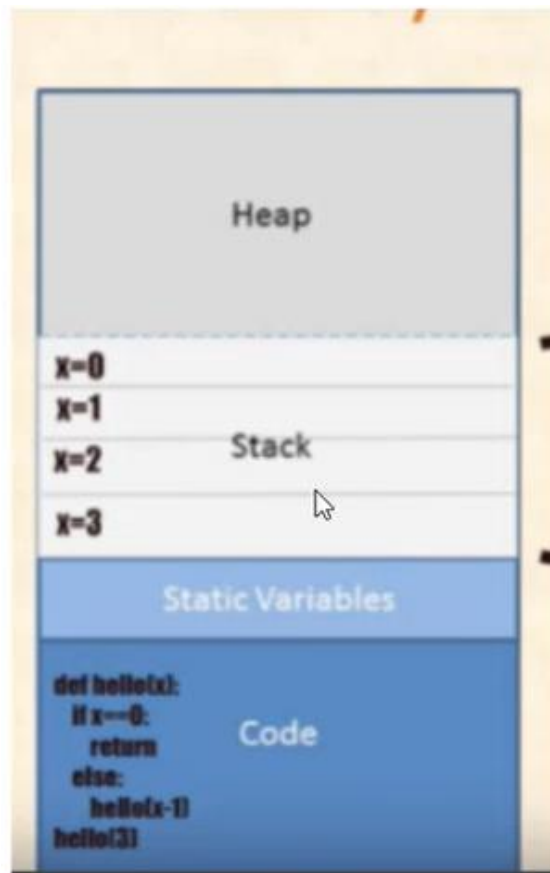 Heap
x=0
x=1
Stack
x=2
x=3
Static Variables
def hello(x):
if x==0:
Code
return
else:
hello(x-1)
hello(3)